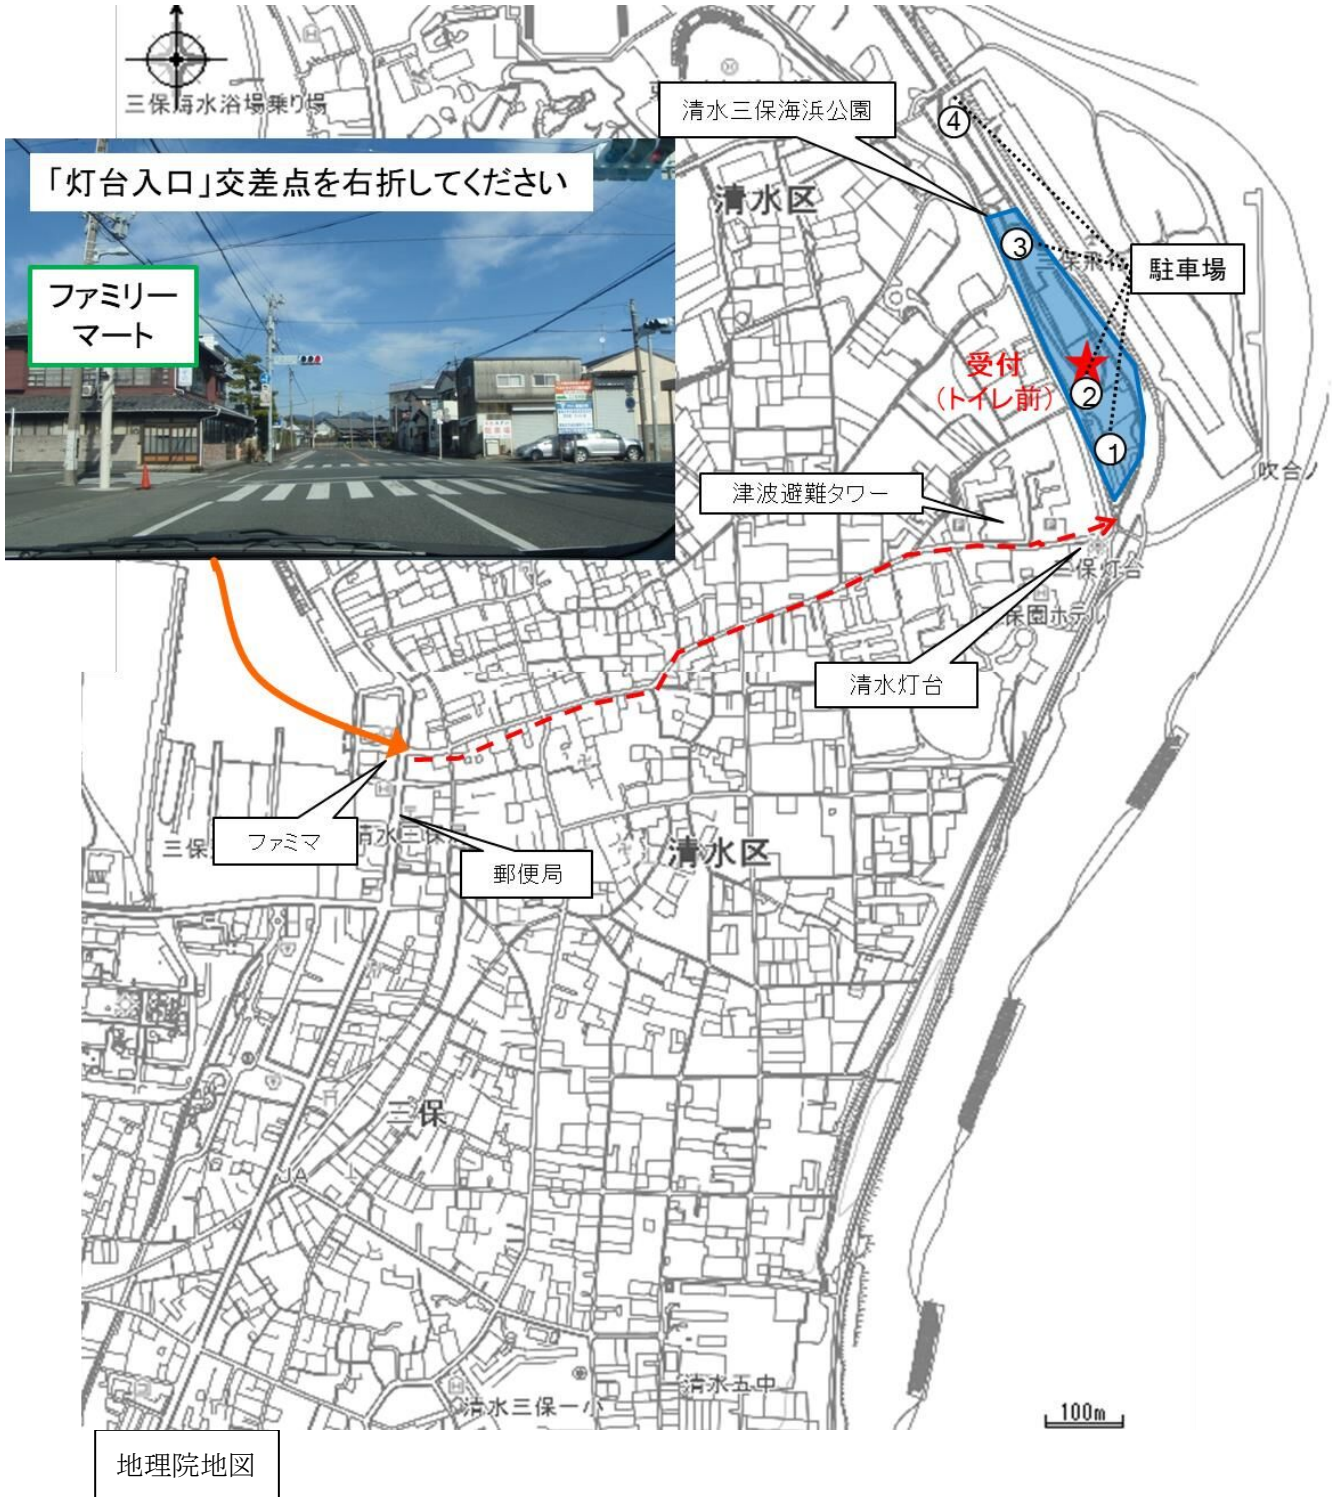 三保海水浴場乗り場
清水三保海浜公園
④
「灯台入口」交差点を右折してください
清水区
③
駐車場
ファミリー
マート
受付
（トイレ前）
②
①
津波避難タワー
吹合ノ
三保灯台
三保園ホテル
清水灯台
ファミマ
郵便局
清水区
三保
JA
清水五中
清水三保一小
100m
地理院地図